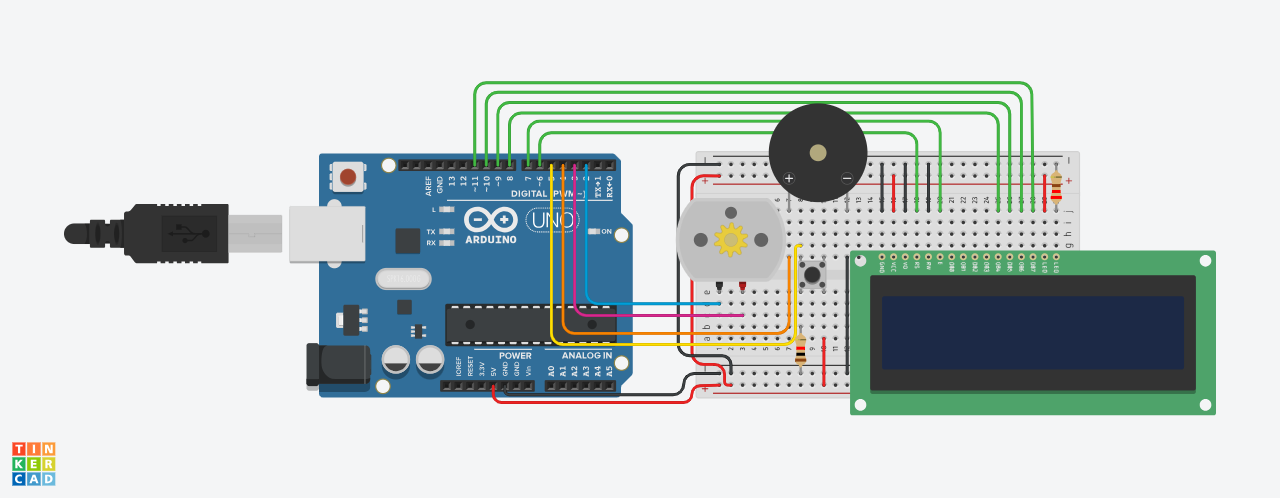 AREF
GND
13
12
~11
~10
~9
8
7
~6
TX→1
RX←0
DIGITAL (PWM~)
L
TX
RX
ARDUINO
UNO
ON
POWER
ANALOG IN
IOREF
RESET
3.3V
5V
GND
GND
Vin
A0
A1
A2
A3
A4
A5
+
−
−
+
j
h
GND
VCC
VO
RS
RW
E
DB0
DB1
DB2
DB3
DB4
DB5
DB6
DB7
LED
LED
TIN
KER
CAD